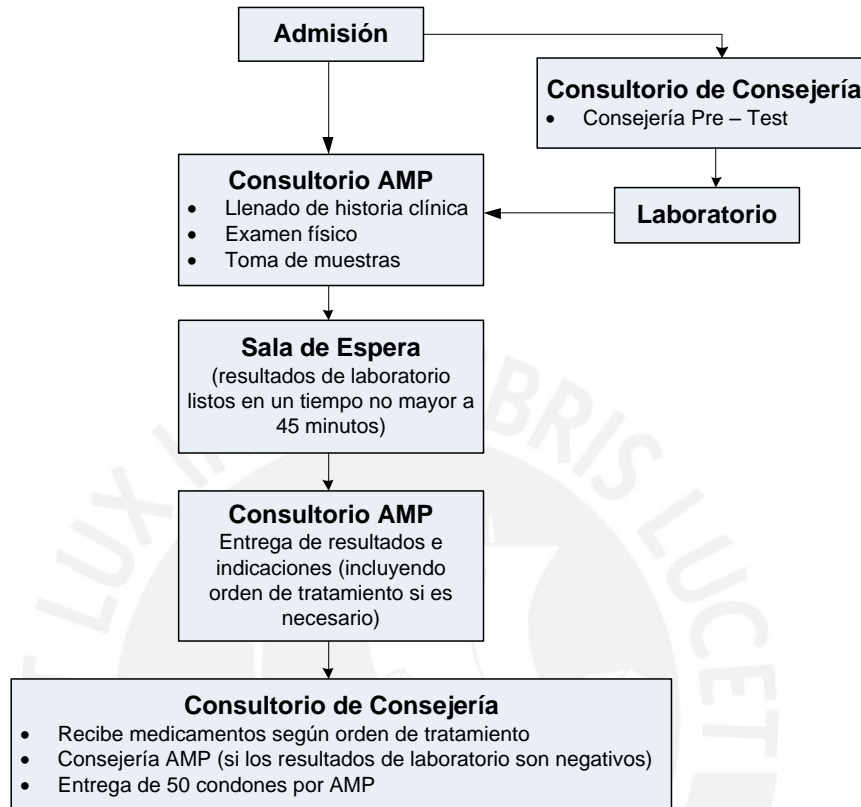 Admisión
Consultorio de Consejería
• Consejería Pre – Test
Consultorio AMP
• Llenado de historia clínica
• Examen físico
• Toma de muestras
Laboratorio
Sala de Espera
(resultados de laboratorio
listos en un tiempo no mayor a
45 minutos)
Consultorio AMP
Entrega de resultados e
indicaciones (incluyendo
orden de tratamiento si es
necesario)
Consultorio de Consejería
• Recibe medicamentos según orden de tratamiento
• Consejería AMP (si los resultados de laboratorio son negativos)
• Entrega de 50 condones por AMP
LUX
BRIS LUCET